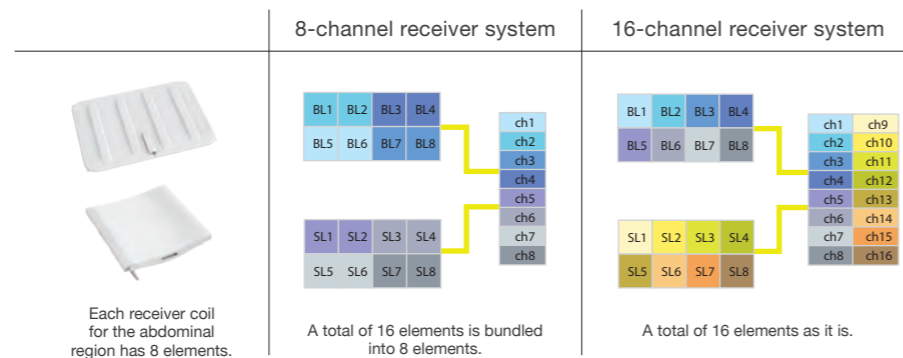 8-channel receiver system
16-channel receiver system
BL1 BL2 BL3 BL4
BL5 BL6 BL7 BL8
SL1 SL2 SL3 SL4
SL5 SL6 SL7 SL8
ch1
ch2
ch3
ch4
ch5
ch6
ch7
ch8
BL1 BL2 BL3 BL4
BL5 BL6 BL7 BL8
SL1 SL2 SL3 SL4
SL5 SL6 SL7 SL8
ch1 ch9
ch2 ch10
ch3 ch11
ch4 ch12
ch5 ch13
ch6 ch14
ch7 ch15
ch8 ch16
Each receiver coil
for the abdominal
region has 8 elements.
A total of 16 elements is bundled
into 8 elements.
A total of 16 elements as it is.